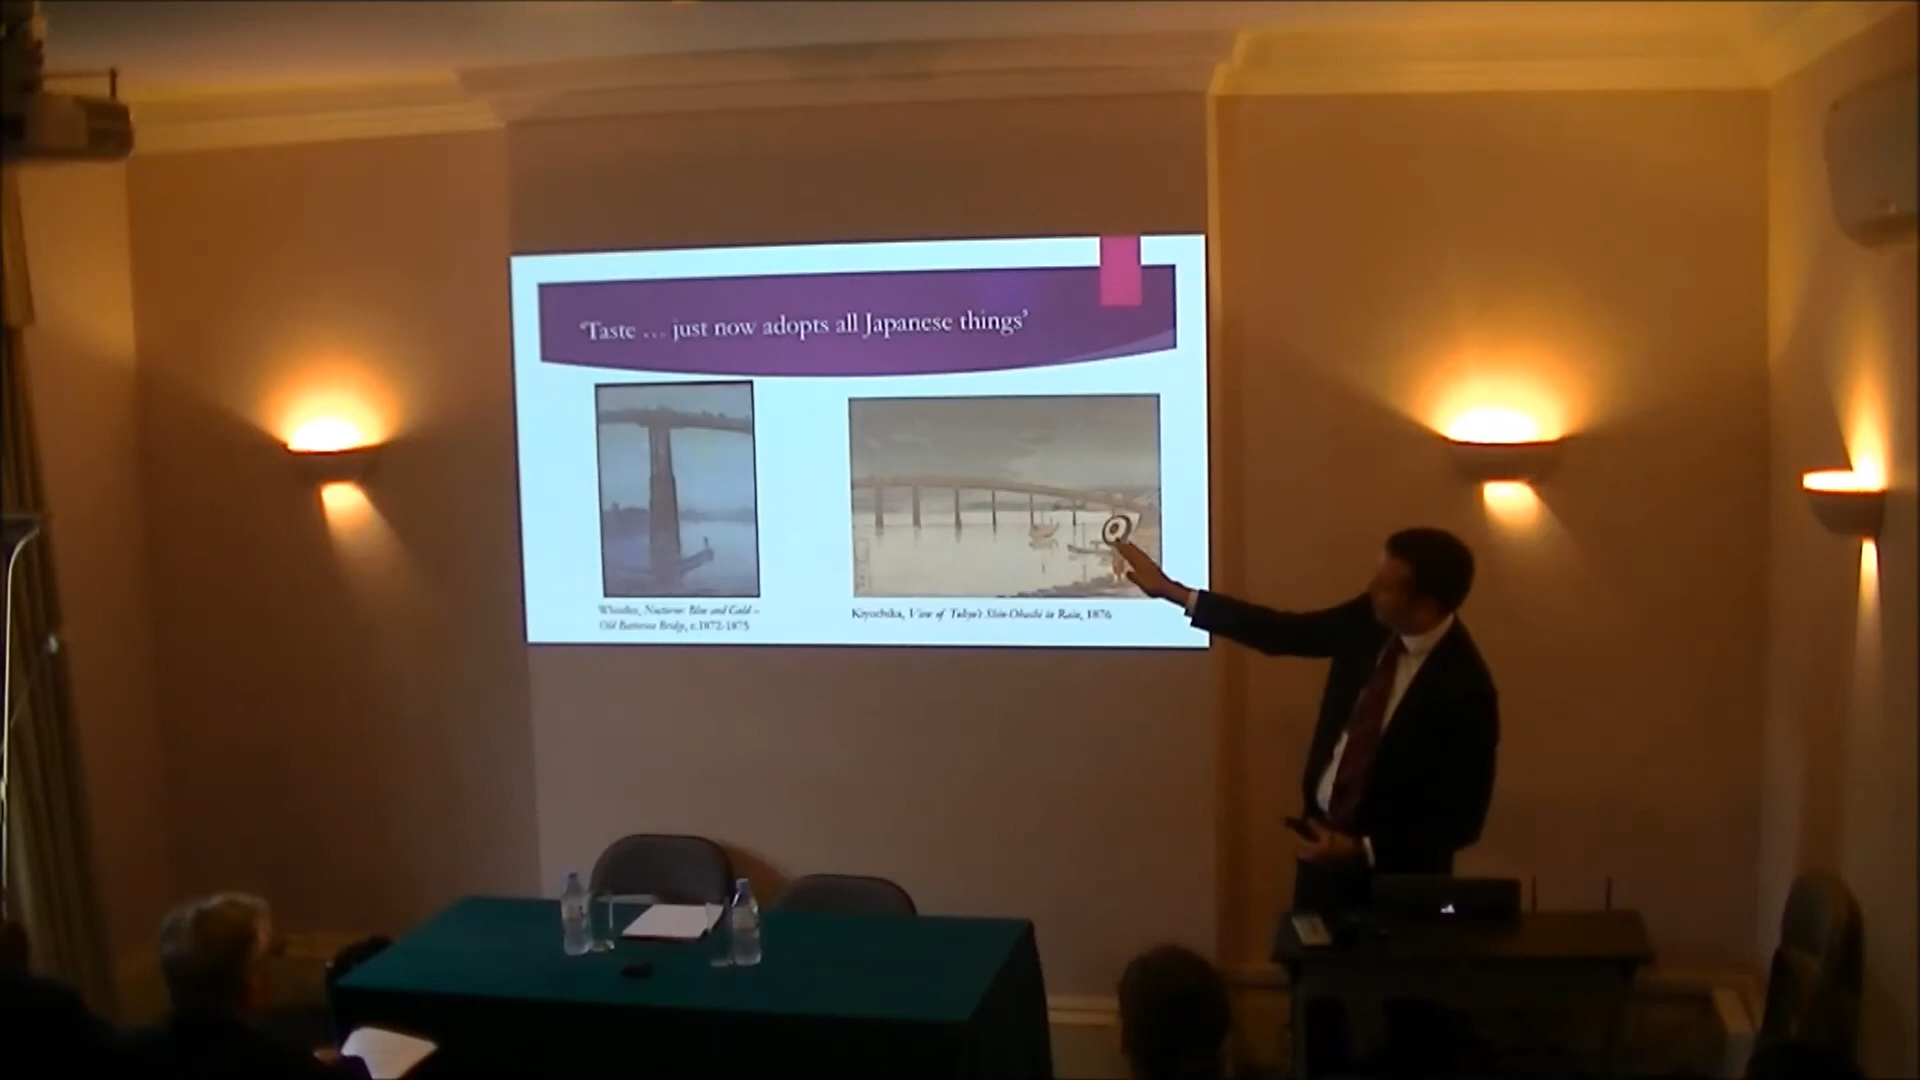 ‘Taste … just now adopts all Japanese things’
Whistler, Nocturne: Blue and Gold –
Old Battersea Bridge, c.1872-1875
Kiyochika, View of Tokyo's Shin-Ohashi in Rain, 1876